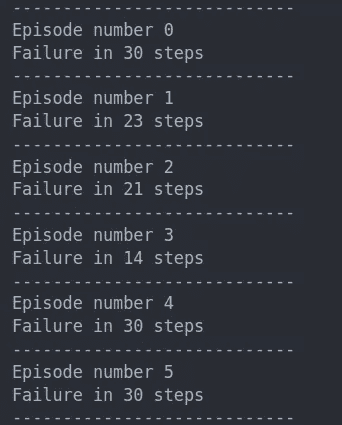 ----------------------------
Episode number 0
Failure in 30 steps
----------------------------
Episode number 1
Failure in 23 steps
----------------------------
Episode number 2
Failure in 21 steps
----------------------------
Episode number 3
Failure in 14 steps
----------------------------
Episode number 4
Failure in 30 steps
----------------------------
Episode number 5
Failure in 30 steps
----------------------------